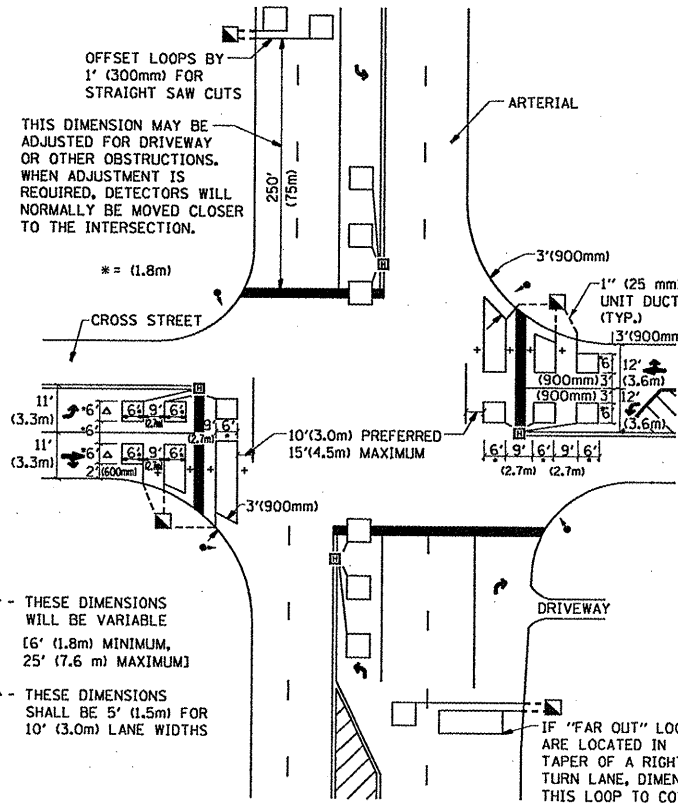 OFFSET LOOPS BY
1' (300mm) FOR
STRAIGHT SAW CUTS
ARTERIAL
THIS DIMENSION MAY BE
ADJUSTED FOR DRIVEWAY
OR OTHER OBSTRUCTIONS.
WHEN ADJUSTMENT IS
REQUIRED, DETECTORS WILL
NORMALLY BE MOVED CLOSER
TO THE INTERSECTION.
250'
(75m)
* = (1.8m)
H
3'(900mm)
1" (25 mm
UNIT DUCT
(TYP.)
CROSS STREET
3'(900mm
6'
12'
(3.6m)
(900mm) 3'
(900mm) 3'
12'
6'
(3.6m)
H
11'
(3.3m)
*6'
6' 9' 6'
(2.7m)
*6'
9'
6'
(2.7m)
11'
(3.3m)
*6'
6' 9' 6'
(2.7m)
2'
(600mm)
10'(3.0m) PREFERRED
15'(4.5m) MAXIMUM
H
6' 9' 6' 9' 6'
(2.7m) (2.7m)
3'(900mm)
H
- THESE DIMENSIONS
WILL BE VARIABLE
[6' (1.8m) MINIMUM,
25' (7.6 m) MAXIMUM]
DRIVEWAY
- THESE DIMENSIONS
SHALL BE 5' (1.5m) FOR
10' (3.0m) LANE WIDTHS
IF "FAR OUT"
ARE LOCATED IN
TAPER OF A RIGHT
TURN LANE,
THIS LOOP TO